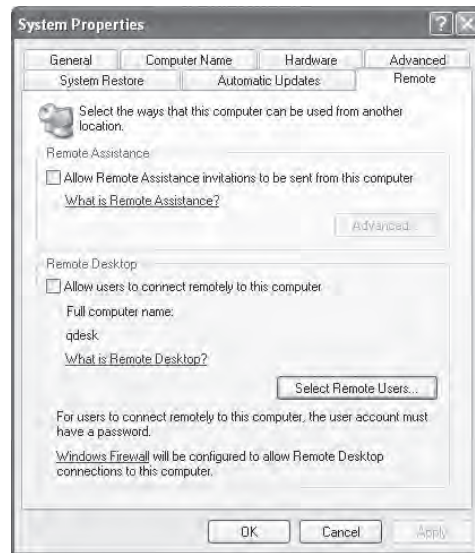 System Properties
General Computer Name Hardware Advanced
System Restore Automatic Updates Remote
Select the ways that this computer can be used from another
location.
Remote Assistance
Allow Remote Assistance invitations to be sent from this computer
What is Remote Assistance?
Advanced...
Remote Desktop
Allow users to connect remotely to this computer
Full computer name:
qdesk
What is Remote Desktop?
Select Remote Users...
For users to connect remotely to this computer, the user account must
have a password.
Windows Firewall will be configured to allow Remote Desktop
connections to this computer.
OK Cancel Apply